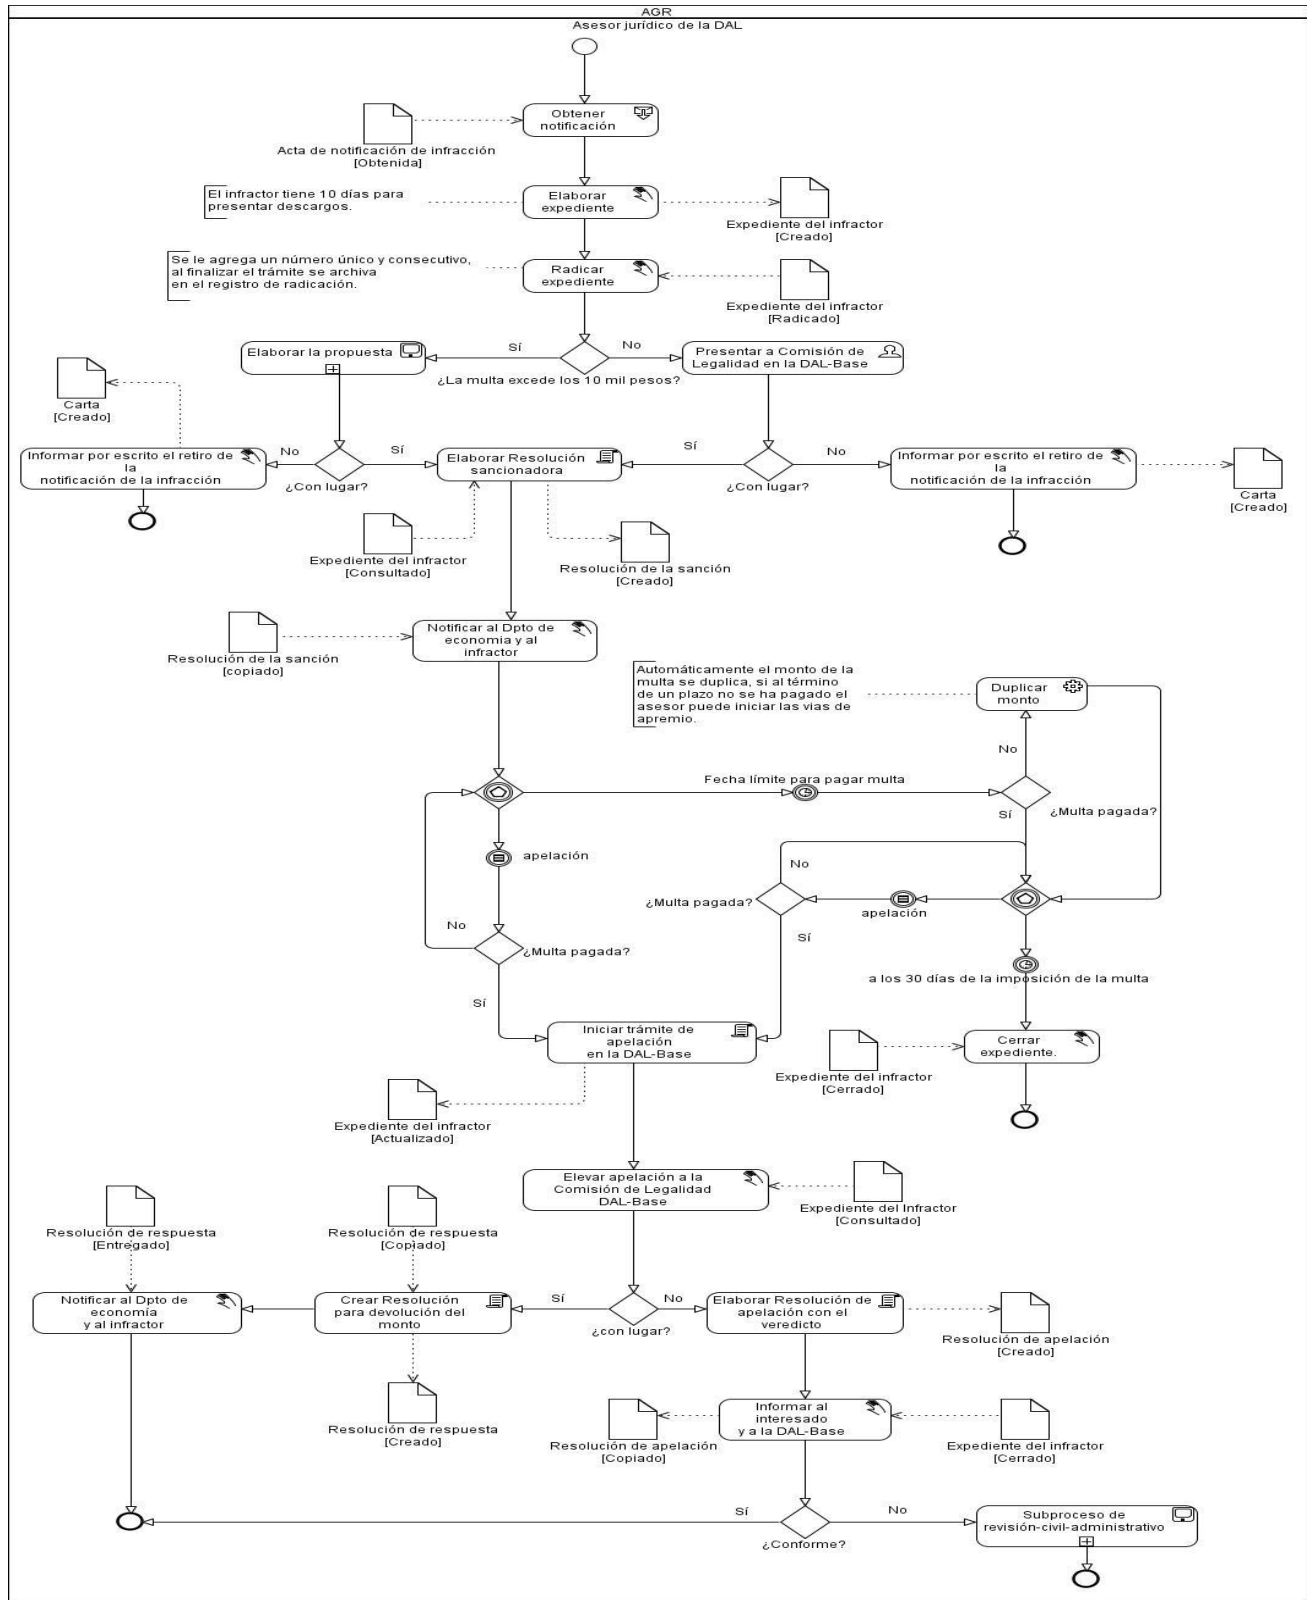 AGR
Asesor jurídico de la DAL
Obtener
notificación
Acta de notificación de infracción
[Obtenida]
El infractor tiene 10 días para
presentar descargos.
Elaborar
expediente
Expediente del infractor
[Creado]
Se le agrega un número único y consecutivo,
al finalizar el trámite se archiva
en el registro de radicación.
Radicar
expediente
Expediente del infractor
[Radicado]
Elaborar la propuesta
Sí
No
Presentar a Comisión de
Legalidad en la DAL-Base
¿La multa excede los 10 mil pesos?
Carta
[Creado]
Informar por escrito el retiro de
la
notificación de la infracción
No
Sí
¿Con lugar?
Elaborar Resolución
sancionadora
Sí
No
¿Con lugar?
Informar por escrito el retiro de
la
notificación de la infracción
Carta
[Creado]
Expediente del infractor
[Consultado]
Resolución de la sanción
[Creado]
Resolución de la sanción
[copiado]
Notificar al Dpto de
economia y al
infractor
Automáticamente el monto de la
multa se duplica, si al término
de un plazo no se ha pagado el
asesor puede iniciar las vias de
apremio.
Duplicar
monto
No
Fecha límite para pagar multa
¿Multa pagada?
Sí
apelación
No
¿Multa pagada?
apelación
No
¿Multa pagada?
Sí
a los 30 días de la imposición de la multa
Sí
Iniciar trámite de
apelación
en la DAL-Base
Cerrar
expediente.
Expediente del infractor
[Cerrado]
Expediente del infractor
[Actualizado]
Elevar apelación a la
Comisión de Legalidad
DAL-Base
Expediente del Infractor
[Consultado]
Resolución de respuesta
[Entregado]
Resolución de respuesta
[Copiado]
Notificar al Dpto de
economía
y al infractor
Crear Resolución
para devolución del
monto
Sí
No
¿con lugar?
Elaborar Resolución de
apelación con el
veredicto
Resolución de apelación
[Creado]
Resolución de respuesta
[Creado]
Resolución de apelación
[Copiado]
Informar al
interesado
y a la DAL-Base
Expediente del infractor
[Cerrado]
Sí
No
¿Conforme?
Subproceso de
revisión-civil-administrativo